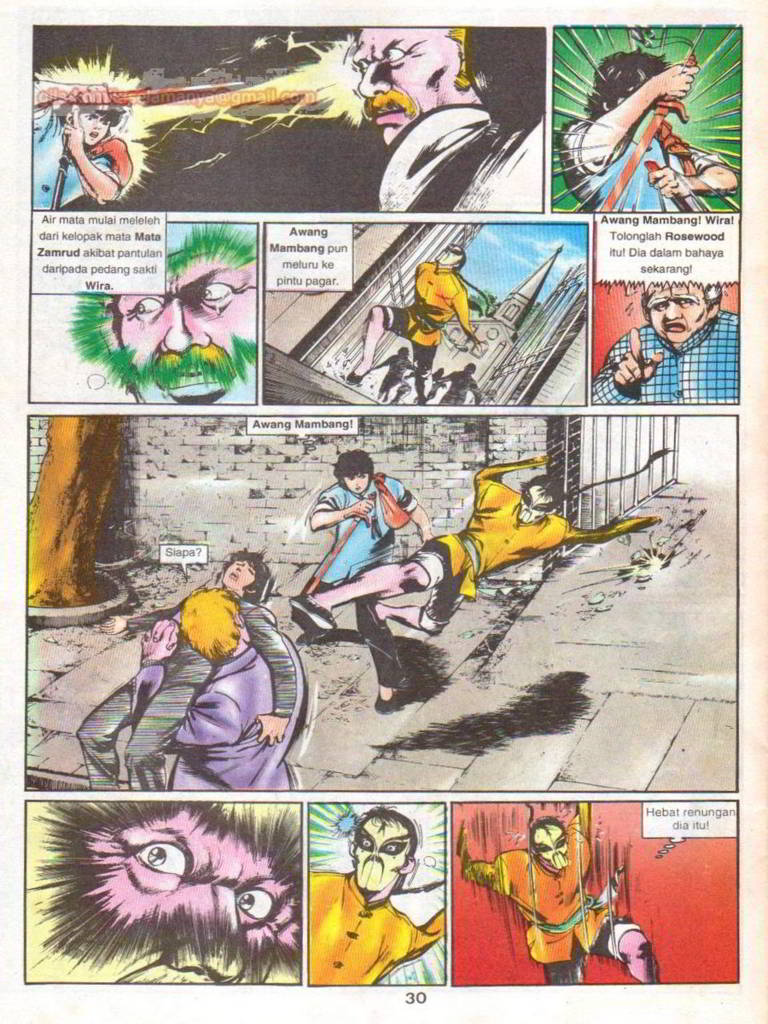 Air mata mulai meleleh
dari kelopak mata Mata
Zamrud akibat pantulan
daripada pedang sakti
Wira.
Awang
Mambang pun
meluru ke
pintu pagar.
Awang Mambang! Wira!
Tolonglah Rosewood
itu! Dia dalam bahaya
sekarang!
Awang Mambang!
Siapa?
Hebat renungan
dia itu!
30